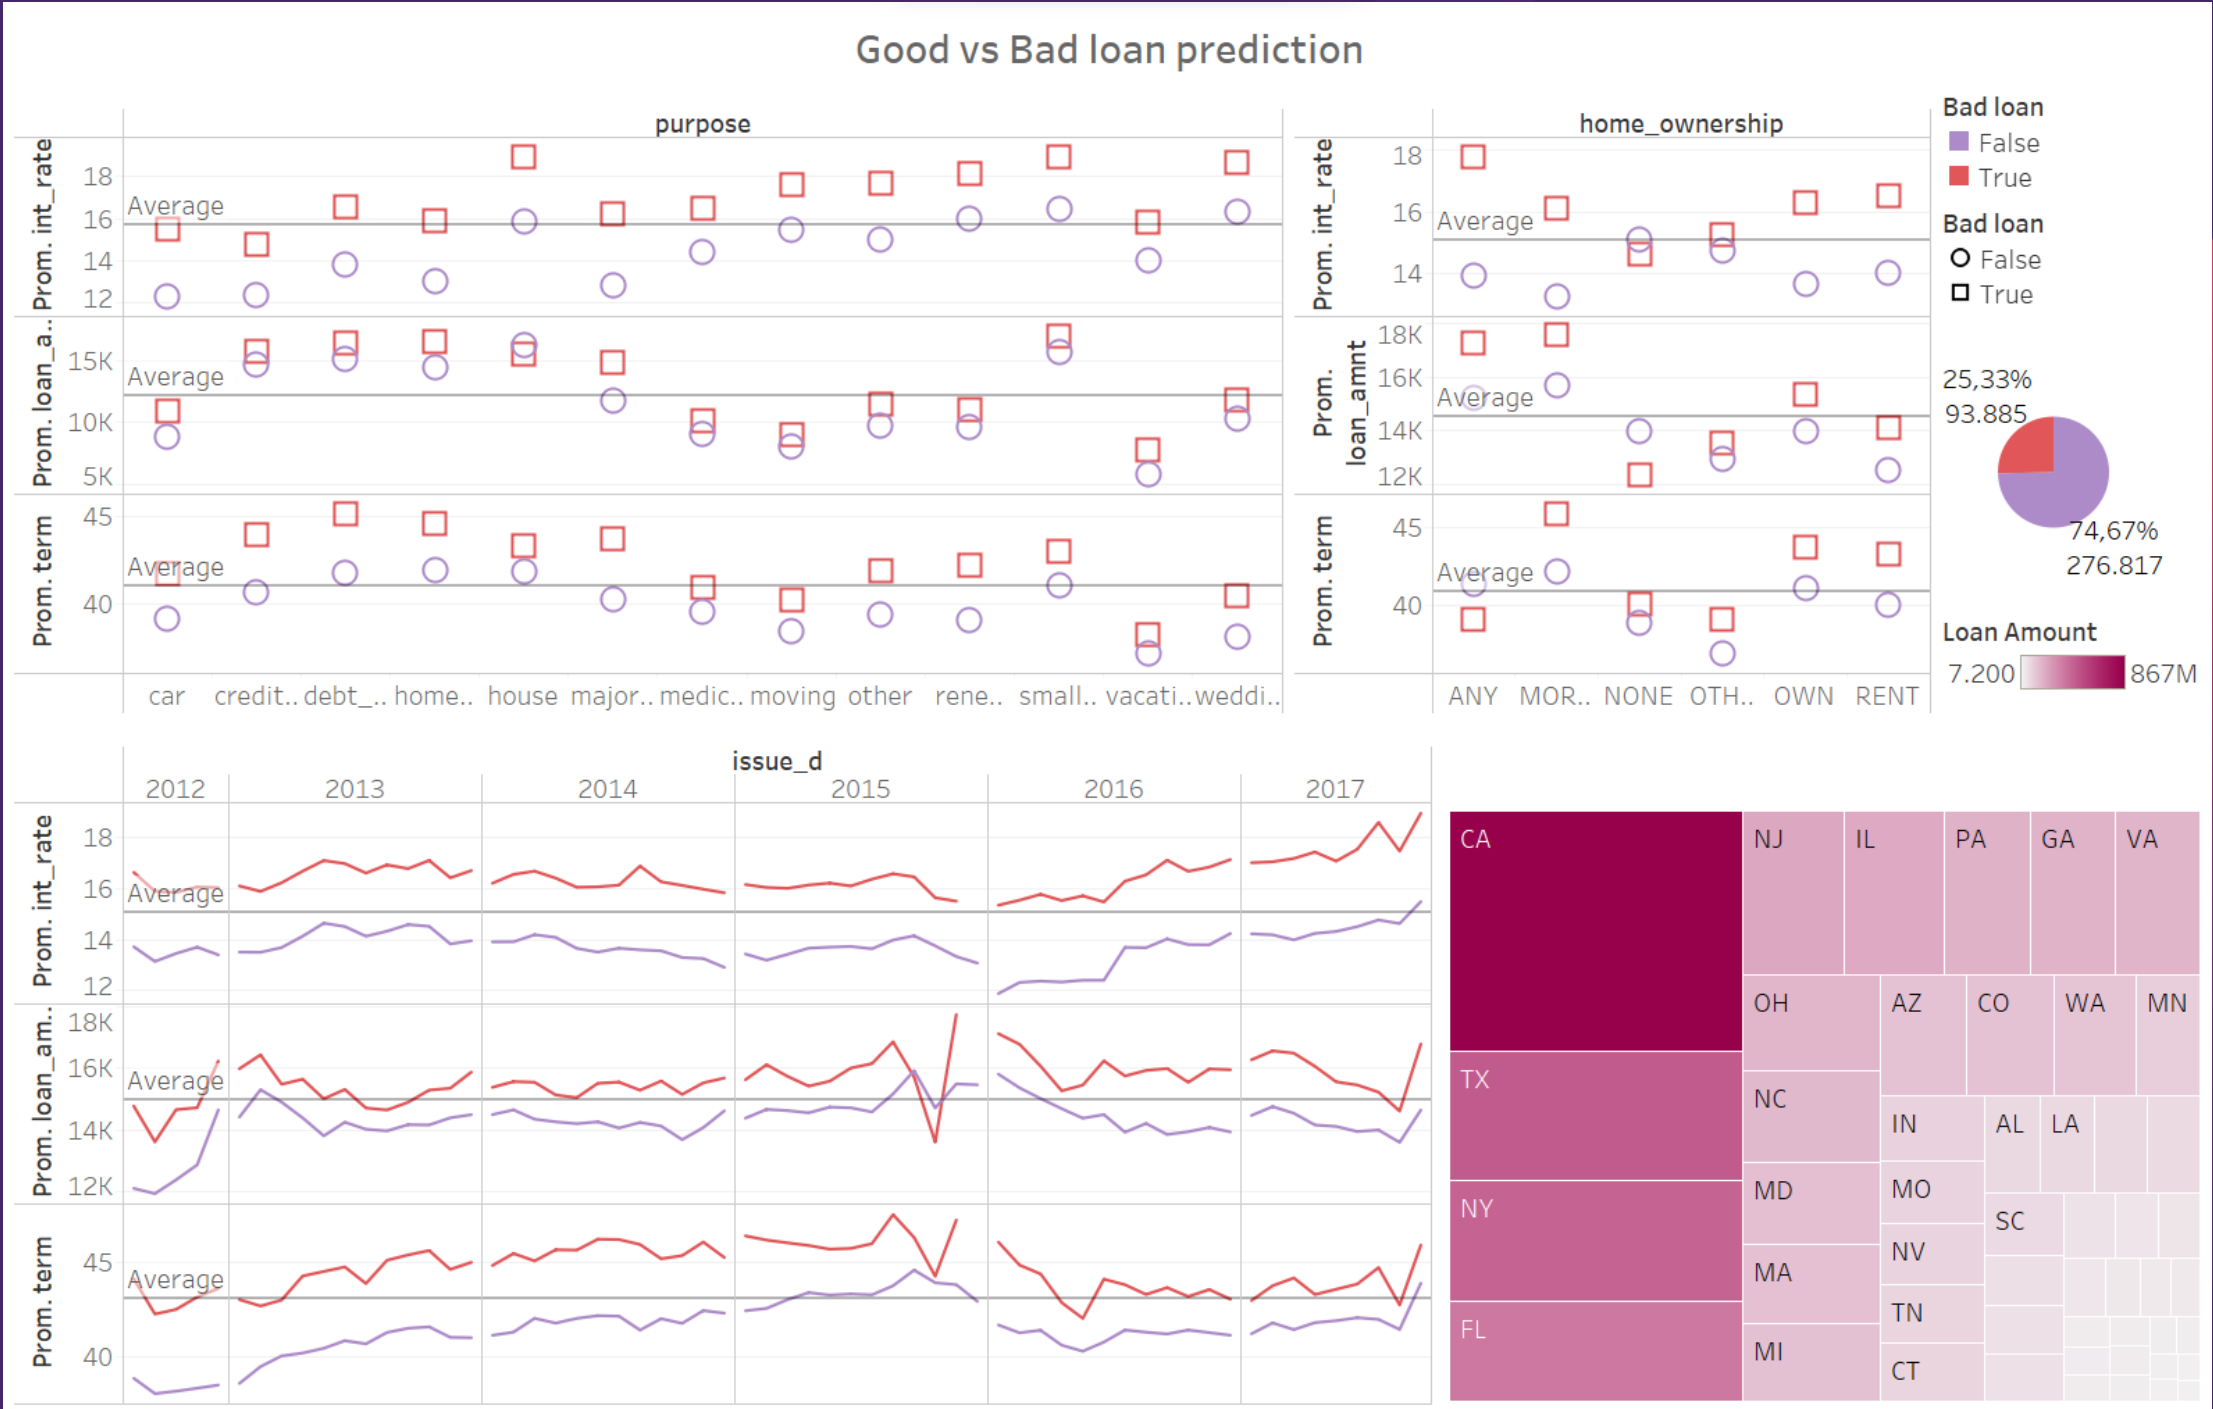 Good vs Bad loan prediction
purpose
Prom. int_rate
18
16
14
12
Average
Prom. loan_a..
15K
10K
5K
Average
Prom. term
45
40
Average
car credit.. debt_.. home.. house major.. medic.. moving other rene.. small.. vacati.. weddi..
home_ownership
Prom. int_rate
18
16
14
Average
Prom.
loan_amnt
18K
16K
14K
12K
Average
Prom. term
45
40
Average
ANY MOR.. NONE OTH.. OWN RENT
Bad loan
False
True
Bad loan
False
True
25,33%
93.885
74,67%
276.817
Loan Amount
7.200 867M
issue_d
2012 2013 2014 2015 2016 2017
Prom. int_rate
18
16
14
12
Average
Prom. loan_am..
18K
16K
14K
12K
Average
Prom. term
45
40
Average
CA
TX
NY
FL
NJ IL PA GA VA
OH
NC
MD
MA
MI
AZ CO WA MN
IN
MO
NV
TN
CT
AL LA
SC